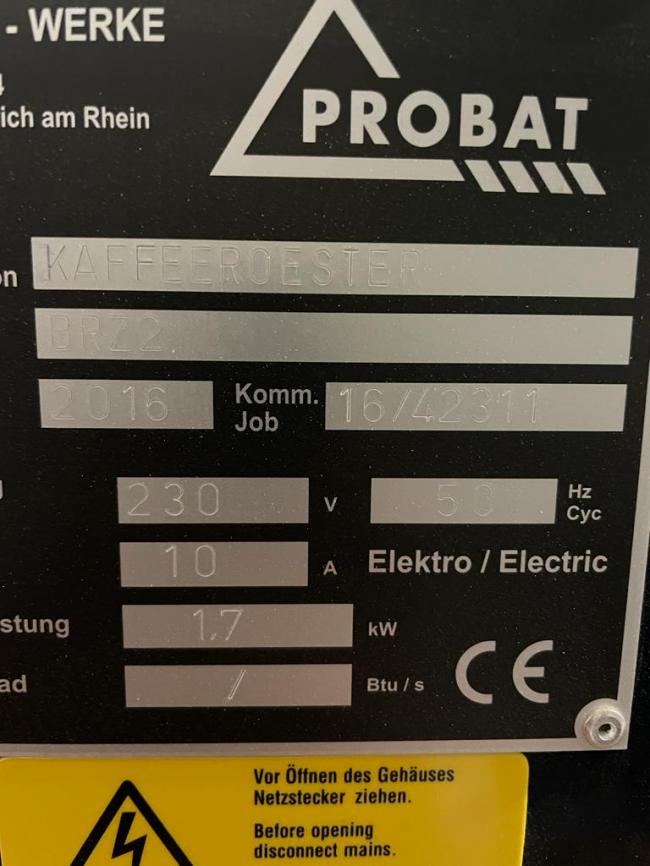 - WERKE
PROBAT
ich am Rhein
on KAFFEEROESTER
BRZ2
2016 Komm. Job 16/42311
230 V 50 Hz Cyc
10 A Elektro / Electric
stung 1,7 kW
ad / Btu / s
CE
Vor Öffnen des Gehäuses
Netzstecker ziehen.
Before opening
disconnect mains.